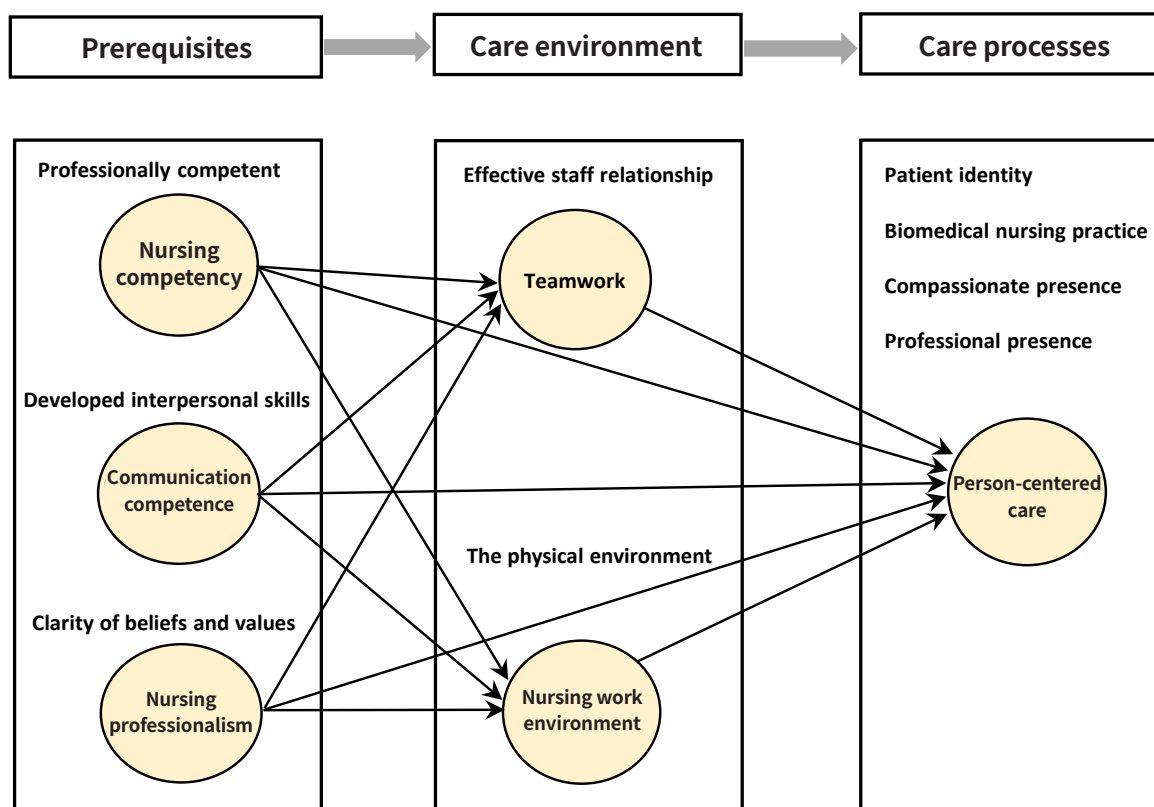 Prerequisites
Care environment
Care processes
Professionally competent
Nursing
competency
Developed interpersonal skills
Communication
competence
Clarity of beliefs and values
Nursing
professionalism
Effective staff relationship
Teamwork
The physical environment
Nursing work
environment
Patient identity
Biomedical nursing practice
Compassionate presence
Professional presence
Person-centered
care